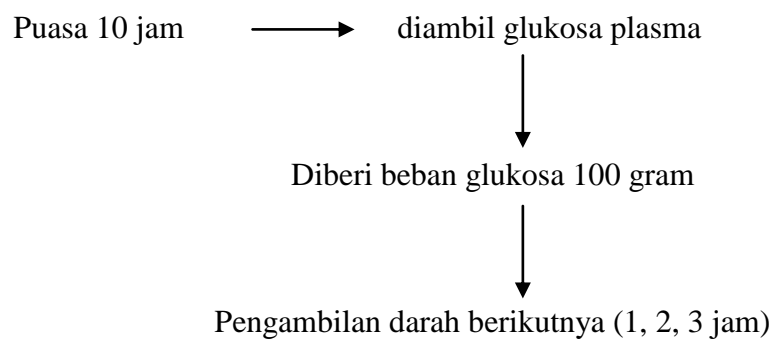 Puasa 10 jam diambil glukosa plasma
Diberi beban glukosa 100 gram
Pengambilan darah berikutnya (1, 2, 3 jam)